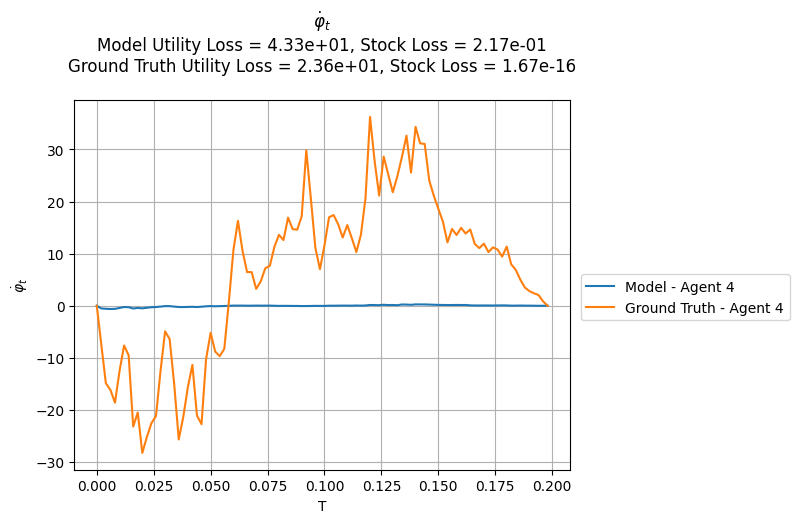 φ̇ₜ
Model Utility Loss = 4.33e+01, Stock Loss = 2.17e-01
Ground Truth Utility Loss = 2.36e+01, Stock Loss = 1.67e-16
30
20
10
0
−10
−20
−30
φ̇ₜ
0.000 0.025 0.050 0.075 0.100 0.125 0.150 0.175 0.200
T
Model - Agent 4
Ground Truth - Agent 4